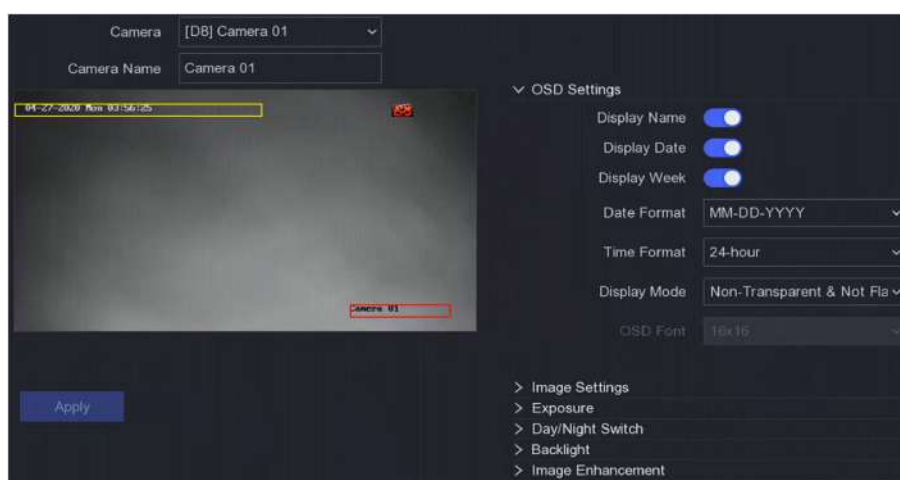 Camera [D8] Camera 01
Camera Name Camera 01
04-27-2020 Mon 03:56:25
Camera 01
Apply
OSD Settings
Display Name
Display Date
Display Week
Date Format MM-DD-YYYY
Time Format 24-hour
Display Mode Non-Transparent & Not Fla
OSD Font 16x16
Image Settings
Exposure
Day/Night Switch
Backlight
Image Enhancement